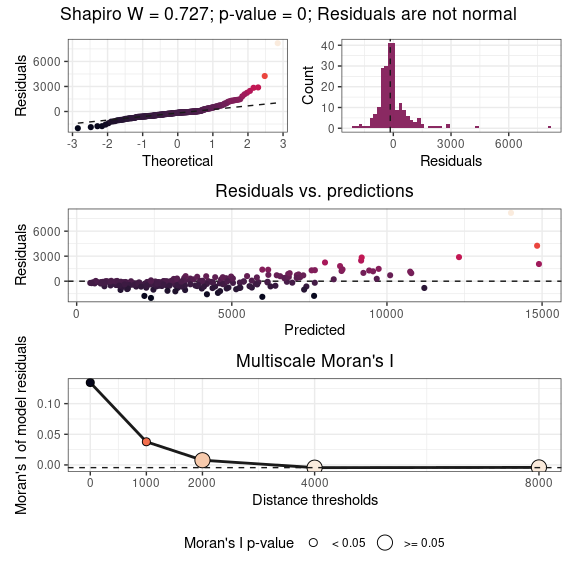 Shapiro W = 0.727; p-value = 0; Residuals are not normal
Residuals
6000
3000
0
-3 -2 -1 0 1 2 3
Theoretical
Count
40
30
20
10
0
0 3000 6000
Residuals
Residuals vs. predictions
Residuals
6000
3000
0
0 5000 10000 15000
Predicted
Multiscale Moran's I
Moran's I of model residuals
0.10
0.05
0.00
0 1000 2000 4000 8000
Distance thresholds
Moran's I p-value < 0.05 >= 0.05